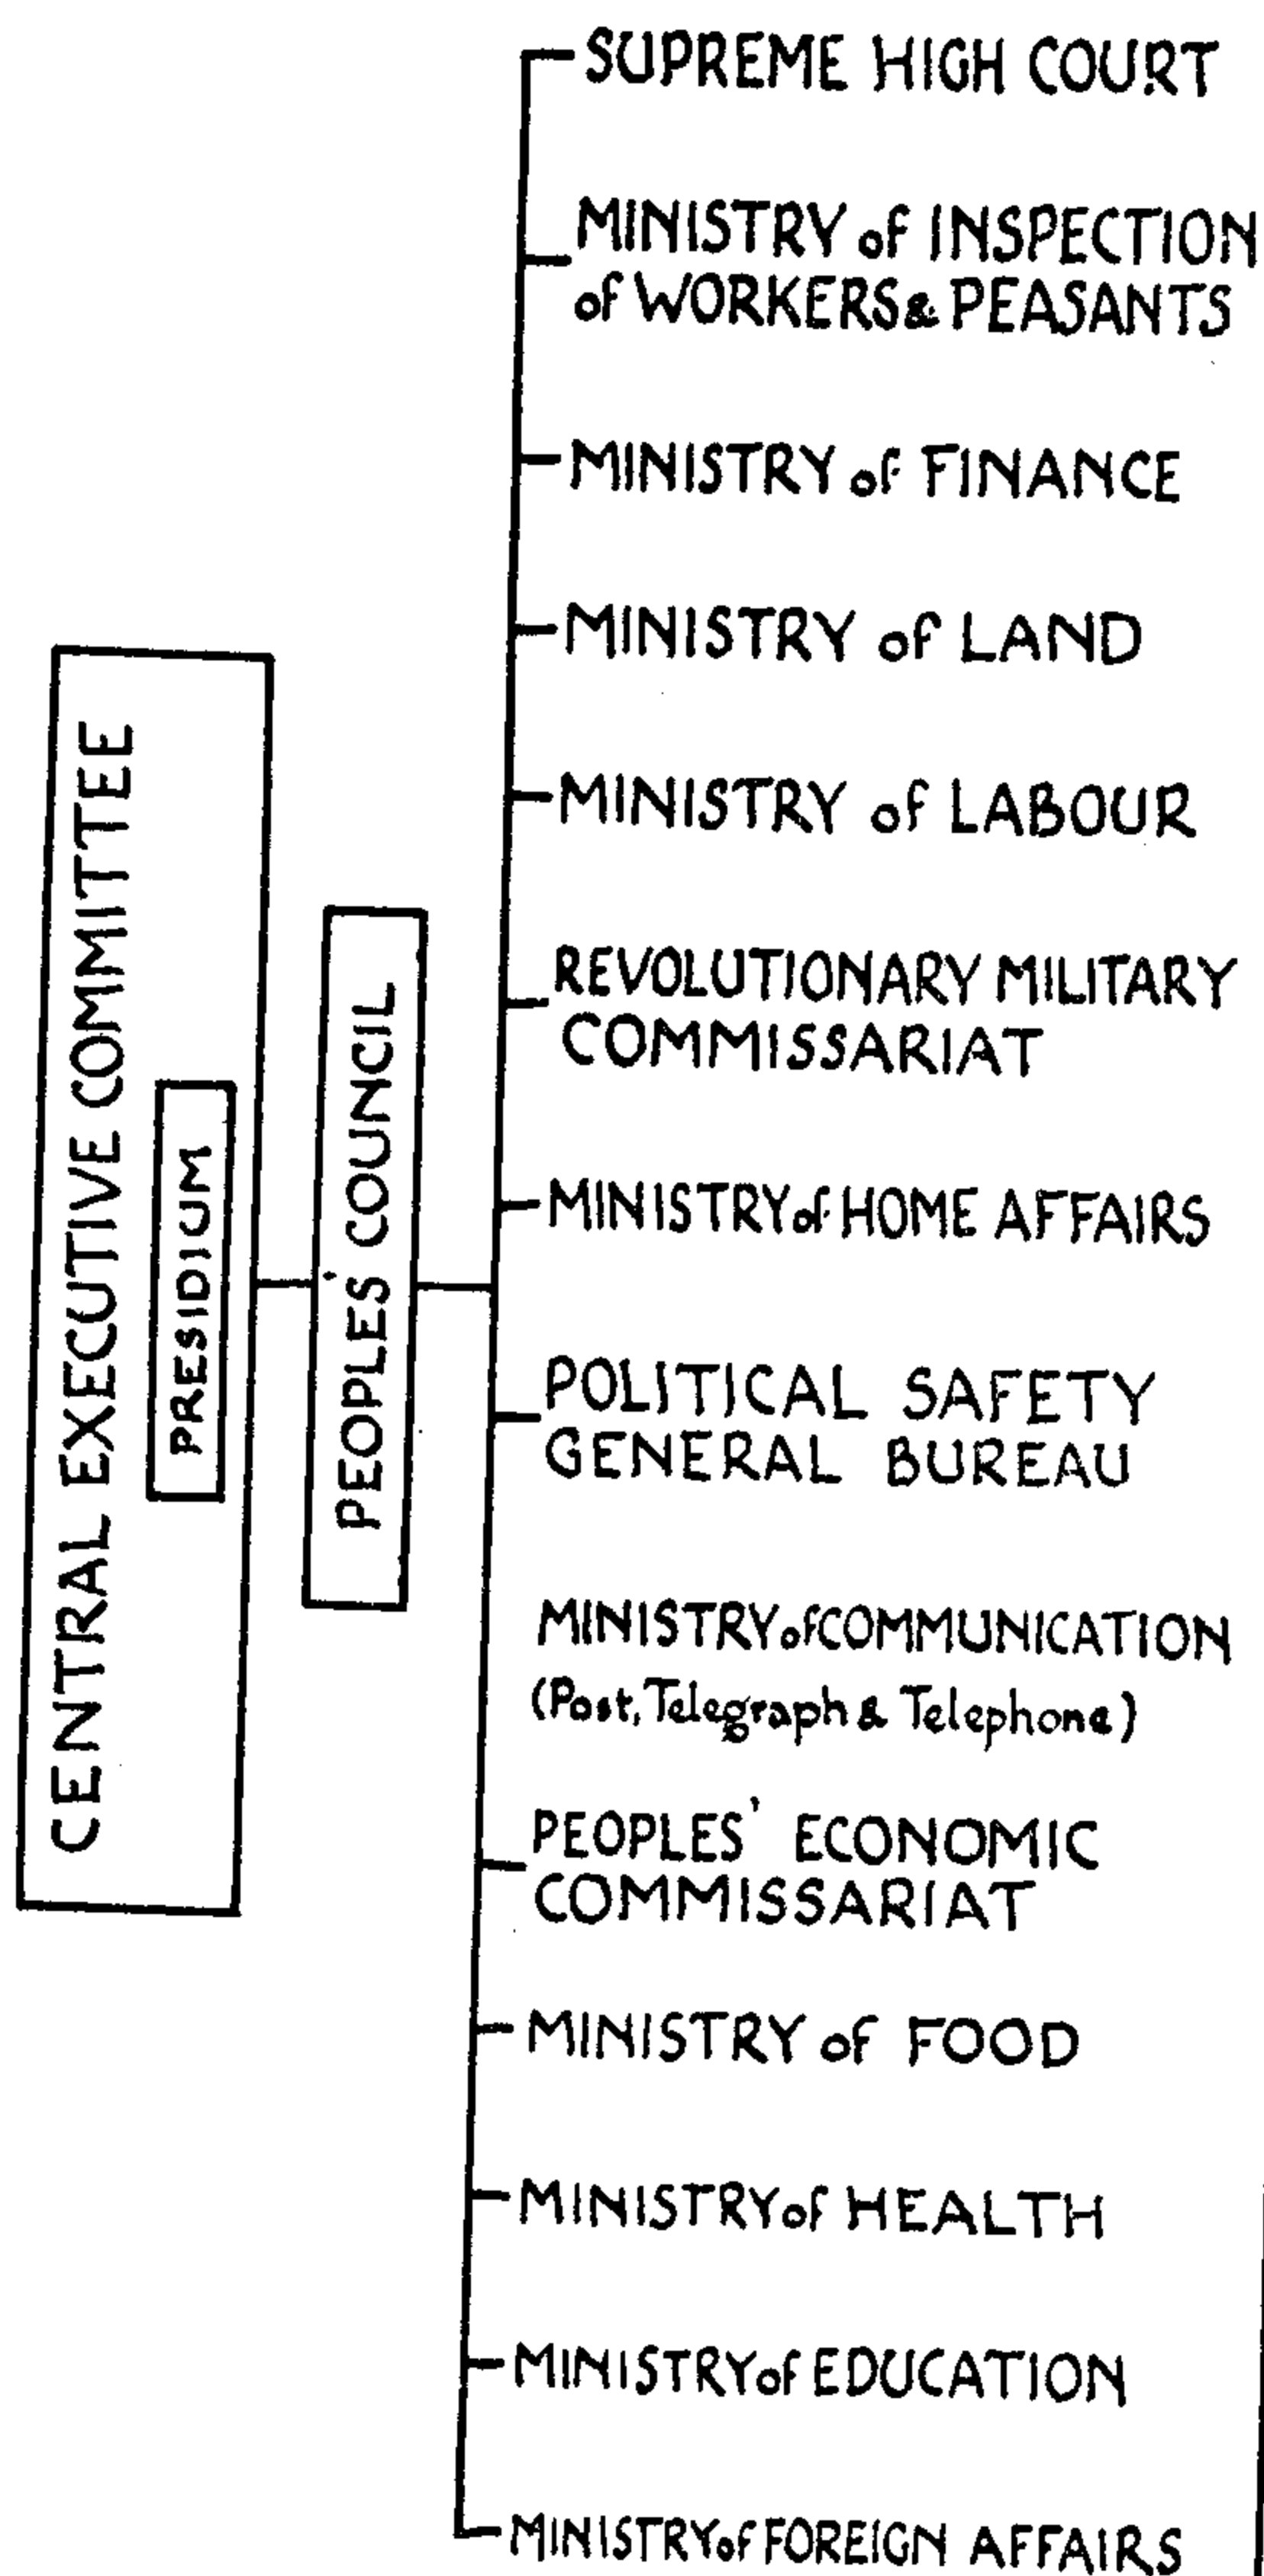 CENTRAL EXECUTIVE COMMITTEE
PRESIDIUM
PEOPLES' COUNCIL
SUPREME HIGH COURT
MINISTRY of INSPECTION
of WORKERS & PEASANTS
MINISTRY of FINANCE
MINISTRY of LAND
MINISTRY of LABOUR
REVOLUTIONARY MILITARY
COMMISSARIAT
MINISTRY of HOME AFFAIRS
POLITICAL SAFETY
GENERAL BUREAU
MINISTRY of COMMUNICATION
(Post, Telegraph & Telephone)
PEOPLES' ECONOMIC
COMMISSARIAT
MINISTRY of FOOD
MINISTRY of HEALTH
MINISTRY of EDUCATION
MINISTRY of FOREIGN AFFAIRS